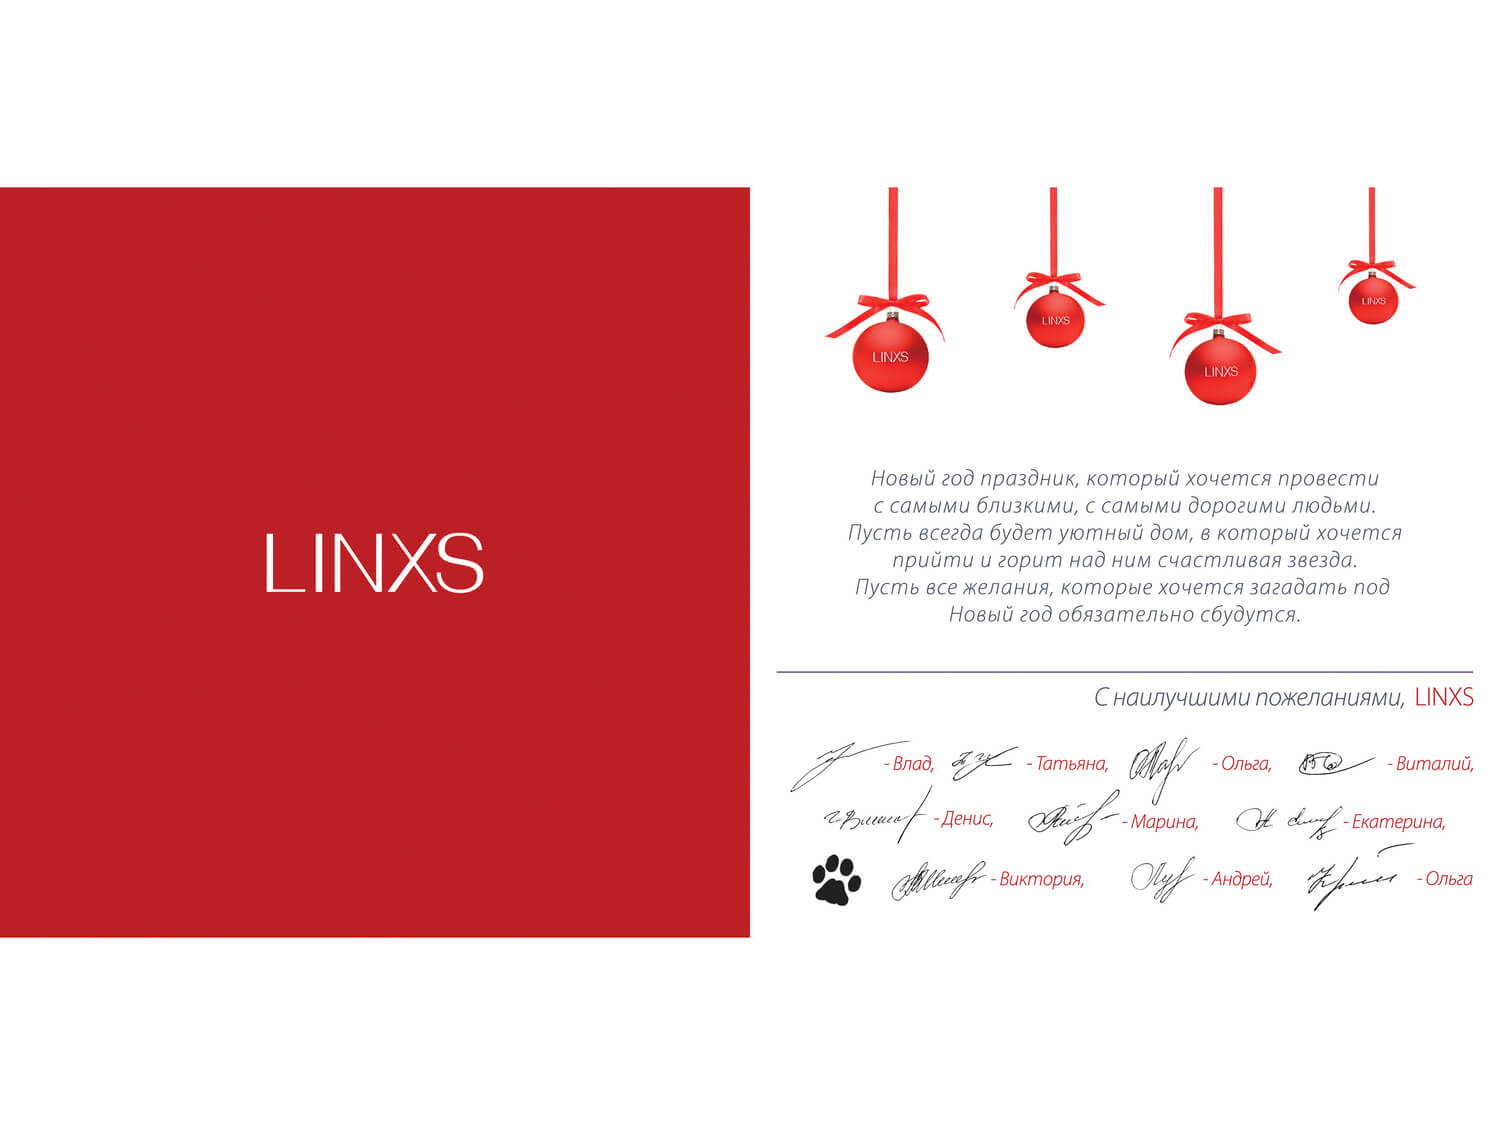 LINXS
LINXS
LINXS
LINXS
LINXS
Новый год праздник, который хочется провести
с самыми близкими, с самыми дорогими людьми.
Пусть всегда будет уютный дом, в который хочется
прийти и горит над ним счастливая звезда.
Пусть все желания, которые хочется загадать под
Новый год обязательно сбудутся.
С наилучшими пожеланиями, LINXS
- Влад, - Татьяна, - Ольга, - Виталий,
- Денис, - Марина, - Екатерина,
- Виктория, - Андрей, - Ольга